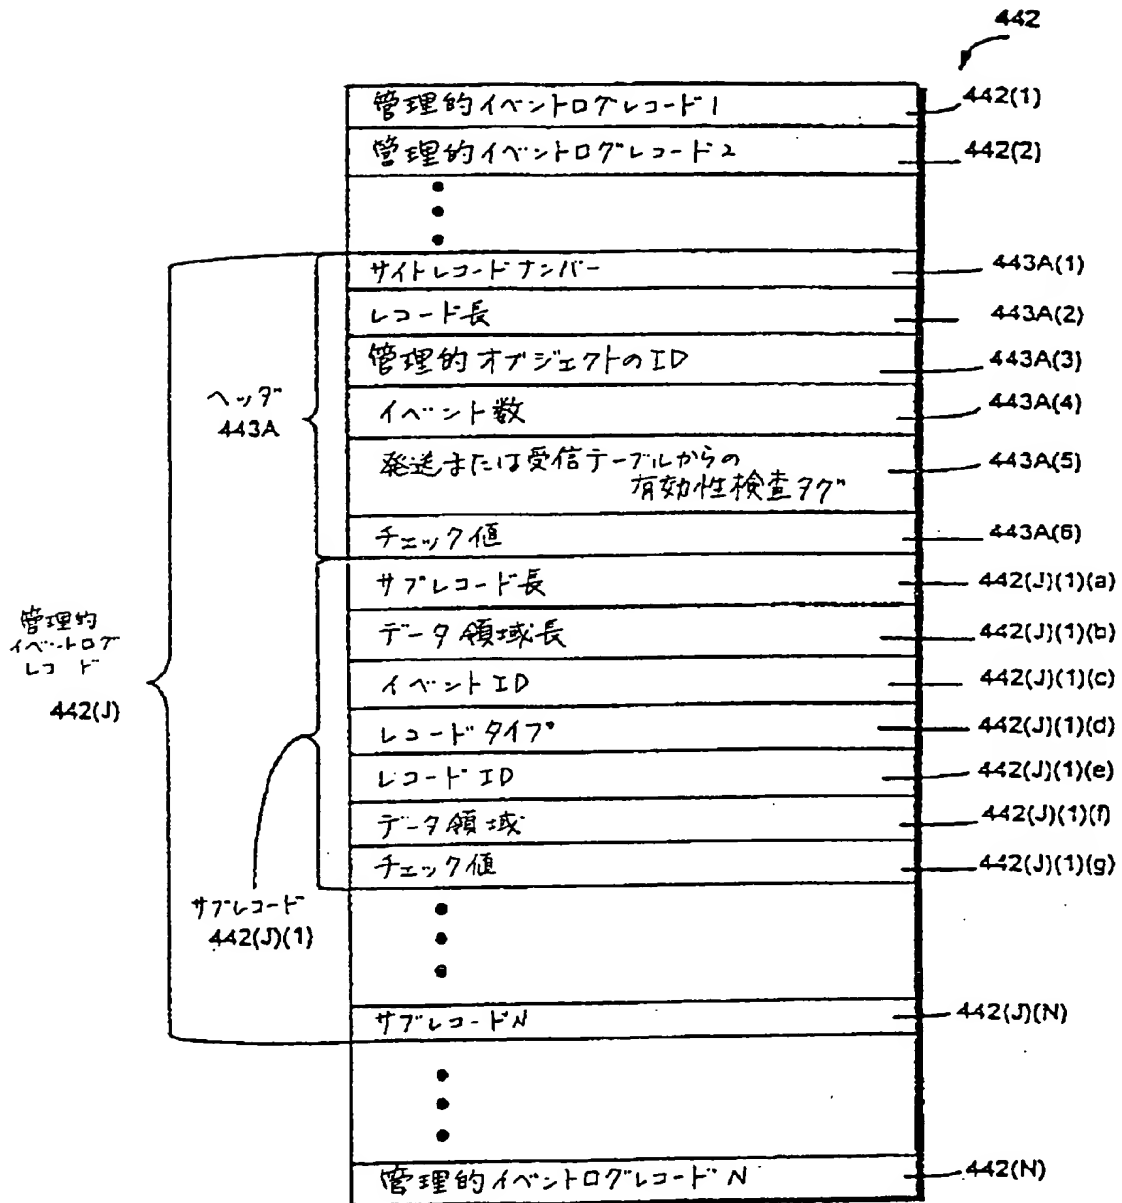 442
管理的イベントログレコード1 442(1)
管理的イベントログレコード2 442(2)
サイトレコードナンバー 443A(1)
レコード長 443A(2)
管理的オブジェクトのID 443A(3)
ヘッダ
443A
イベント数 443A(4)
発送または受信テーブルからの 443A(5)
有効性検査タグ
チェック値 443A(6)
サブレコード長 442(J)(1)(a)
管理的
イベントログ
レコード
442(J)
データ領域長 442(J)(1)(b)
イベントID 442(J)(1)(c)
レコードタイプ 442(J)(1)(d)
レコードID 442(J)(1)(e)
データ領域 442(J)(1)(f)
チェック値 442(J)(1)(g)
サブレコード
442(J)(1)
サブレコードN 442(J)(N)
管理的イベントログレコードN 442(N)